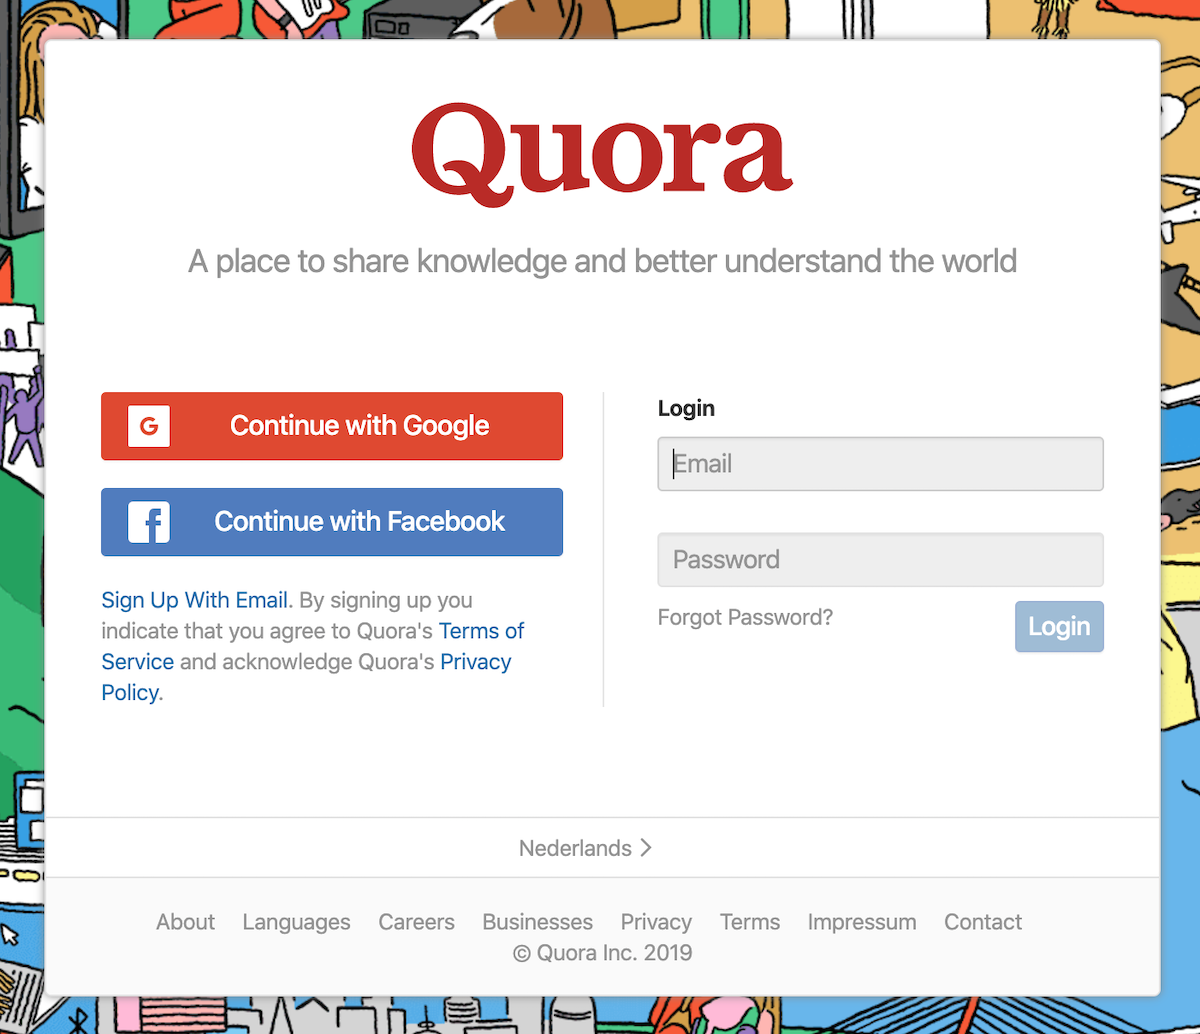 Quora
A place to share knowledge and better understand the world
G Continue with Google
f Continue with Facebook
Sign Up With Email. By signing up you
indicate that you agree to Quora's Terms of
Service and acknowledge Quora's Privacy
Policy.
Login
Email
Password
Forgot Password?
Login
Nederlands >
About Languages Careers Businesses Privacy Terms Impressum Contact
© Quora Inc. 2019